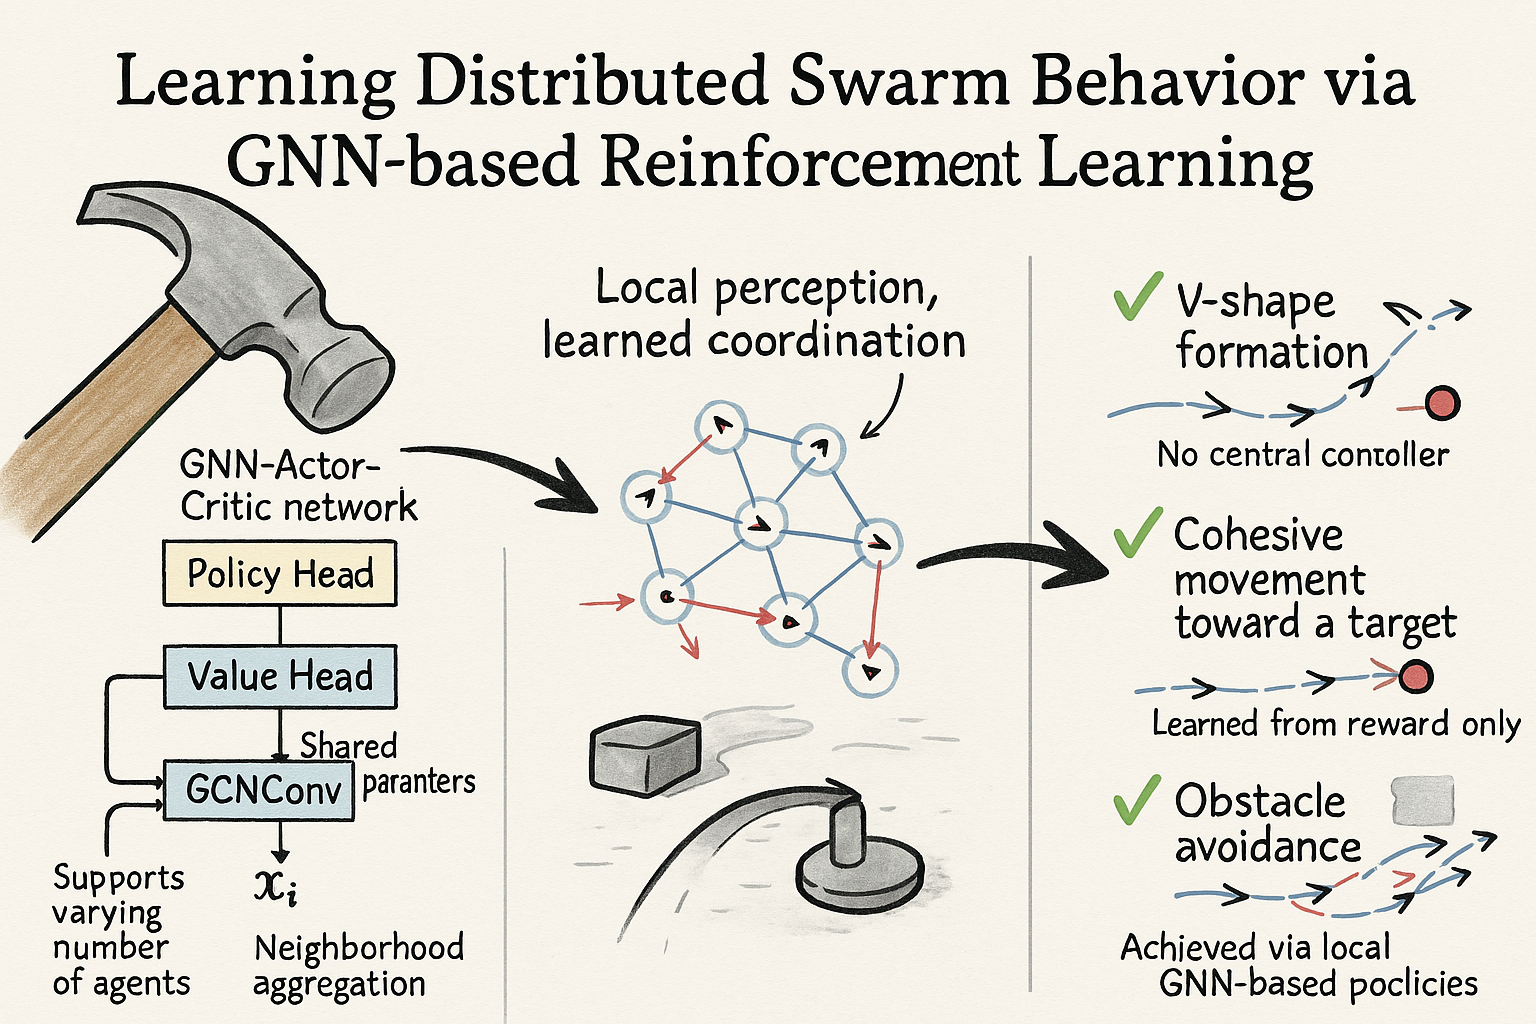 Learning Distributed Swarm Behavior via
GNN-based Reinforcement Learning
GNN-Actor-
Critic network
Policy Head
Value Head
Shared
paranters
GCNConv
xi
Supports
varying
number
of agents
Neighborhood
aggregation
Local perception,
learned coordination
V-shape
formation
No central controller
Cohesive
movement
toward a target
Learned from reward only
Obstacle
avoidance
Achieved via local
GNN-based poclicies